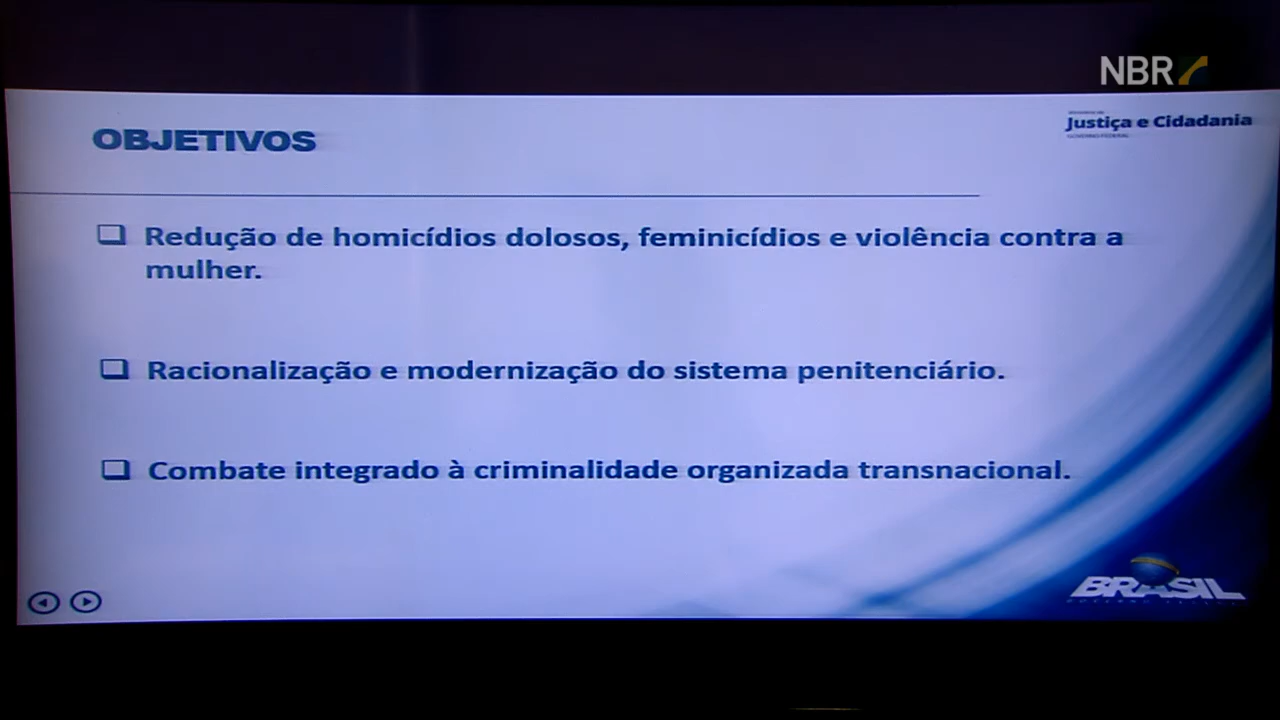 NBR
Justiça e Cidadania
OBJETIVOS
❑ Redução de homicídios dolosos, feminicídios e violência contra a
mulher.
❑ Racionalização e modernização do sistema penitenciário.
❑ Combate integrado à criminalidade organizada transnacional.
BRASIL